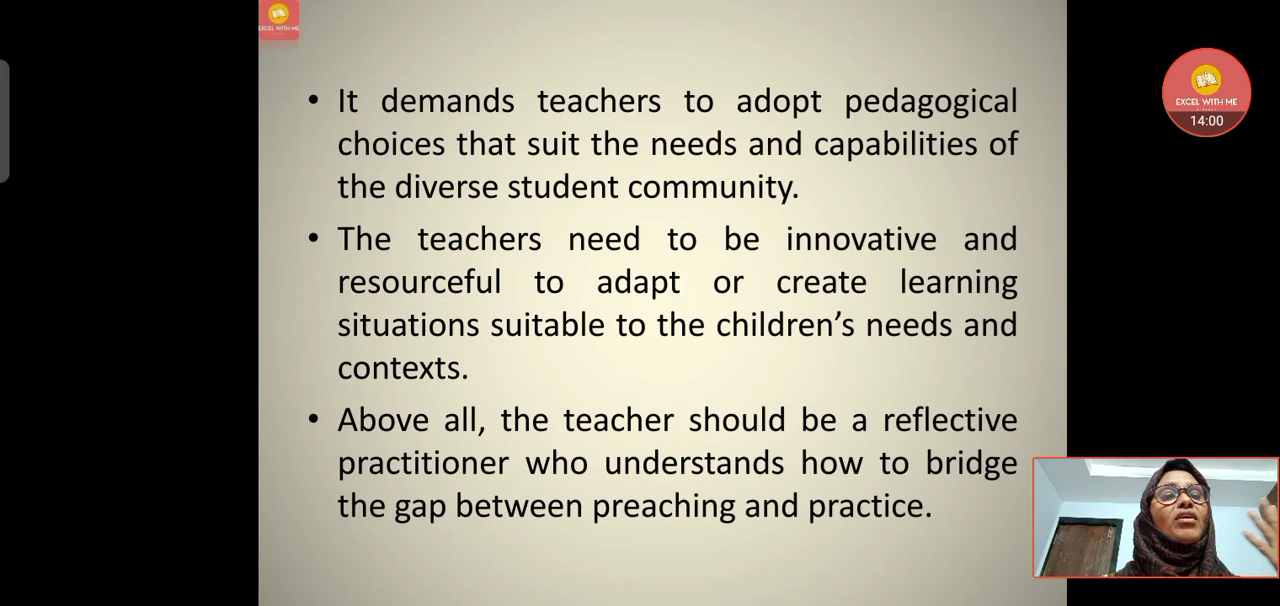 EXCEL WITH ME
• It demands teachers to adopt pedagogical
choices that suit the needs and capabilities of
the diverse student community.
• The teachers need to be innovative and
resourceful to adapt or create learning
situations suitable to the children’s needs and
contexts.
• Above all, the teacher should be a reflective
practitioner who understands how to bridge
the gap between preaching and practice.
EXCEL WITH ME
14:00